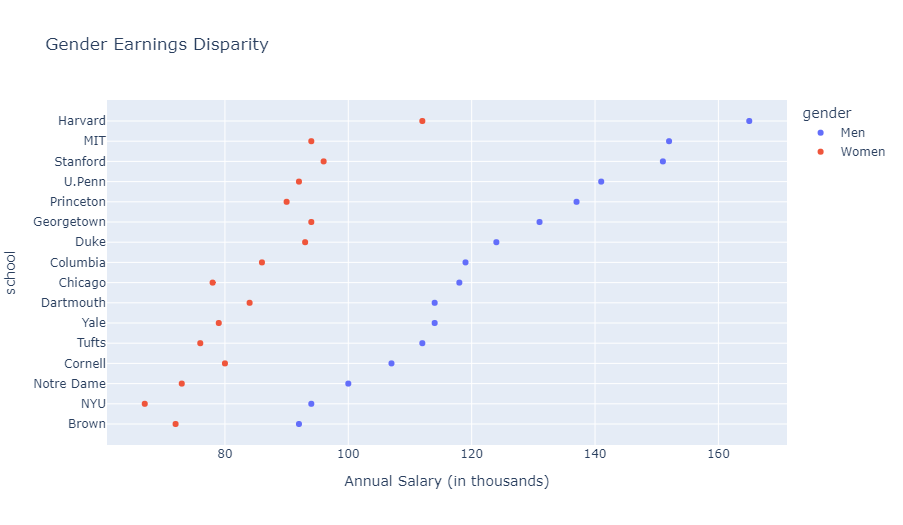 Gender Earnings Disparity
gender
Men
Women
school
Harvard
MIT
Stanford
U.Penn
Princeton
Georgetown
Duke
Columbia
Chicago
Dartmouth
Yale
Tufts
Cornell
Notre Dame
NYU
Brown
80 100 120 140 160
Annual Salary (in thousands)